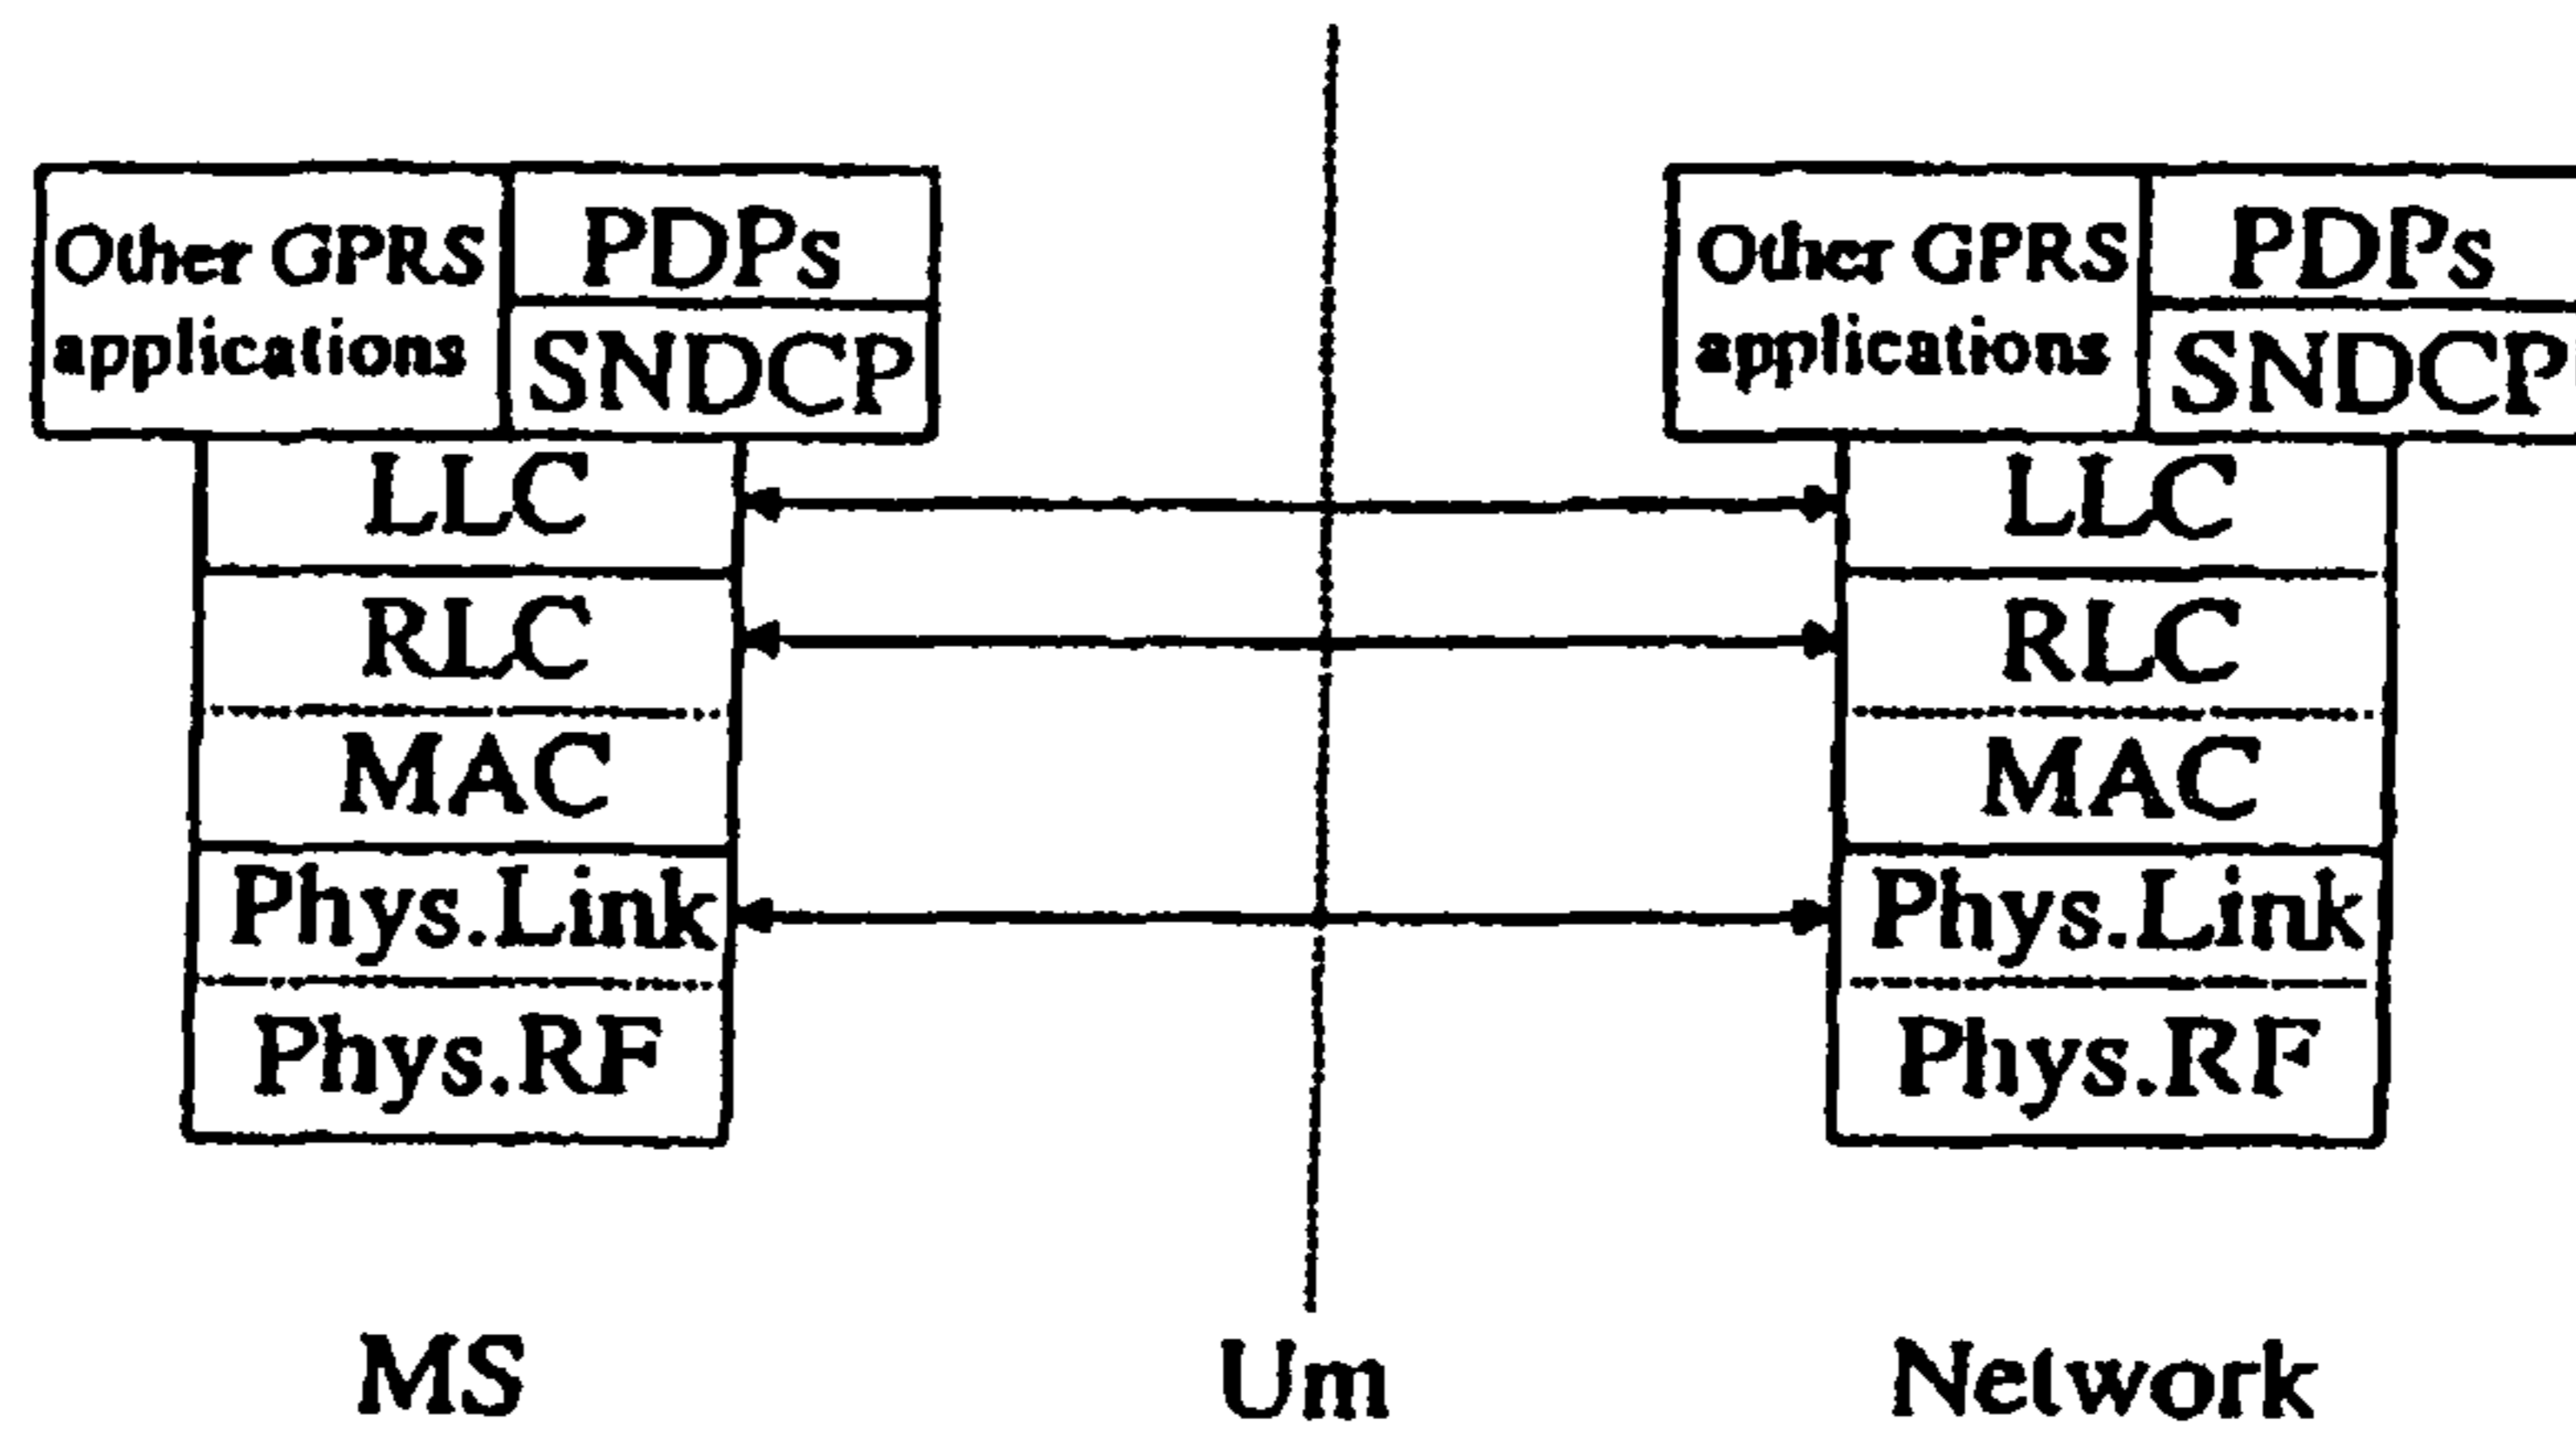 Other GPRS
applications
PDPs
SNDCP
LLC
RLC
MAC
Phys.Link
Phys.RF
MS
Um
Other GPRS
applications
PDPs
SNDCP
LLC
RLC
MAC
Phys.Link
Phys.RF
Network